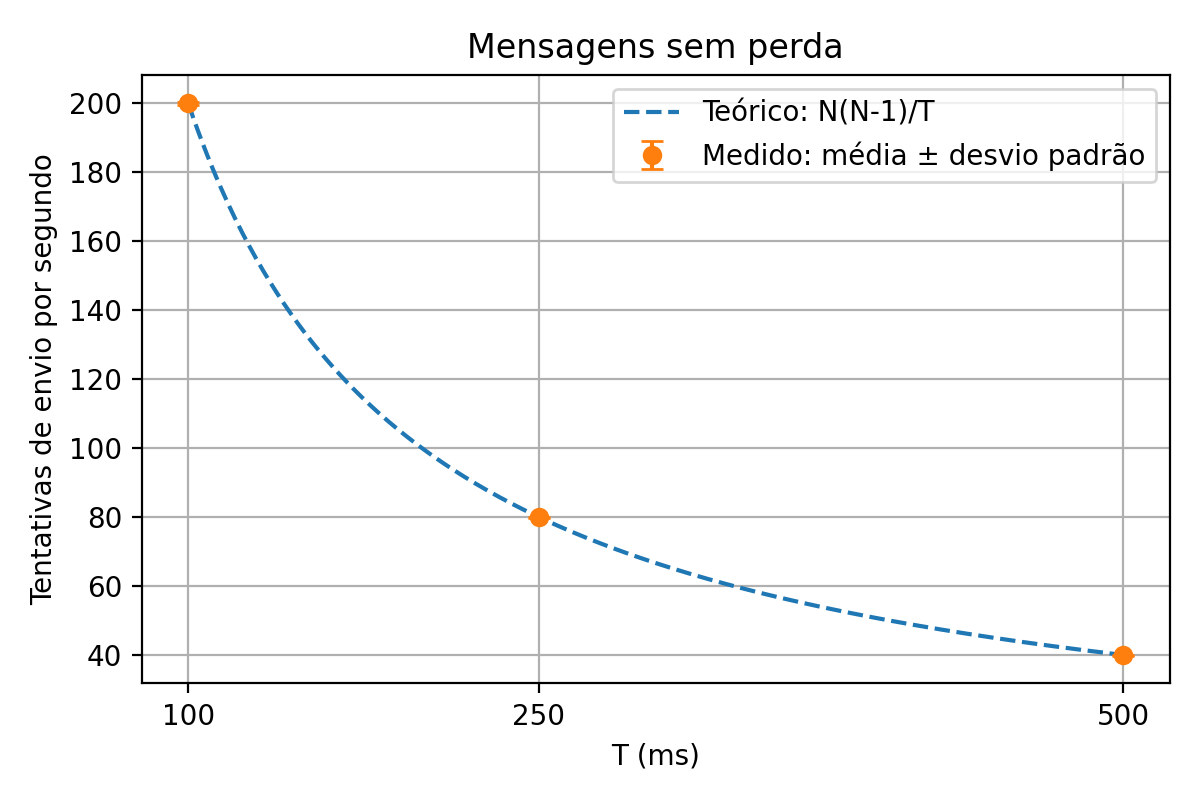 Mensagens sem perda
Teórico: N(N-1)/T
Medido: média ± desvio padrão
Tentativas de envio por segundo
200
180
160
140
120
100
80
60
40
100
250
500
T (ms)